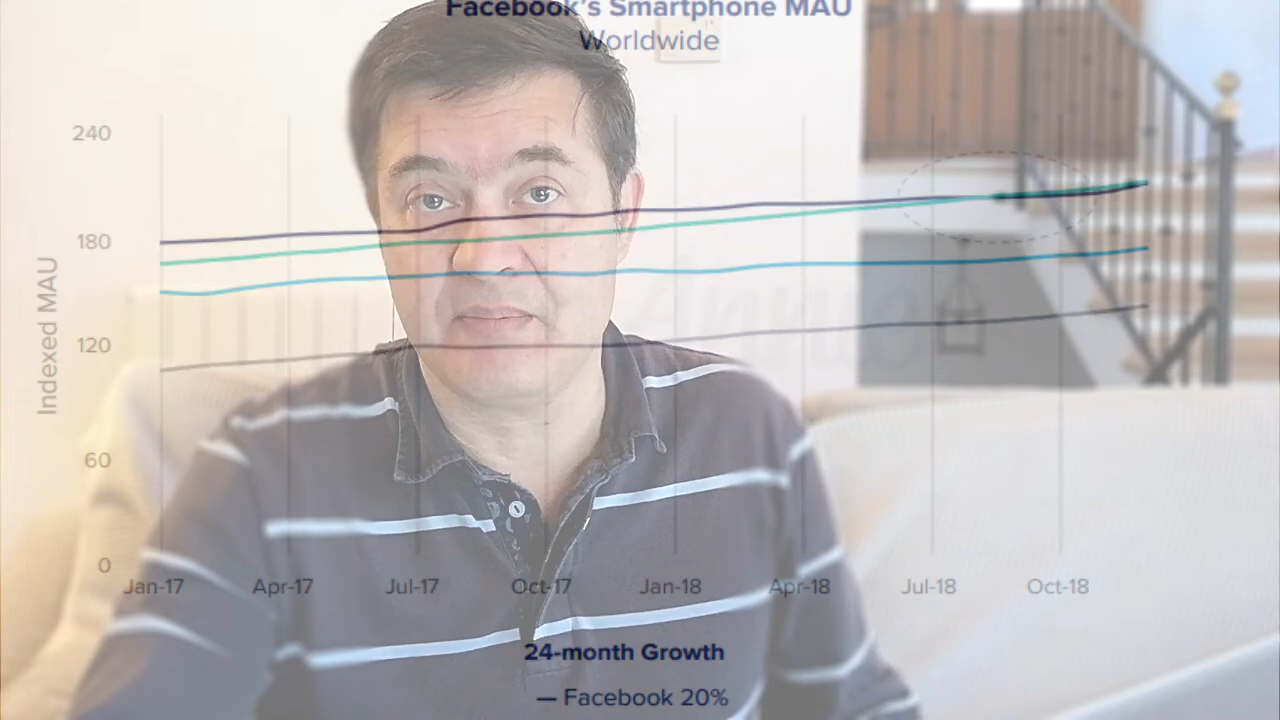 Facebook's Smartphone MAU
Worldwide
240
180
120
60
0
Indexed MAU
Jan-17 Apr-17 Jul-17 Oct-17 Jan-18 Apr-18 Jul-18 Oct-18
24-month Growth
— Facebook 20%